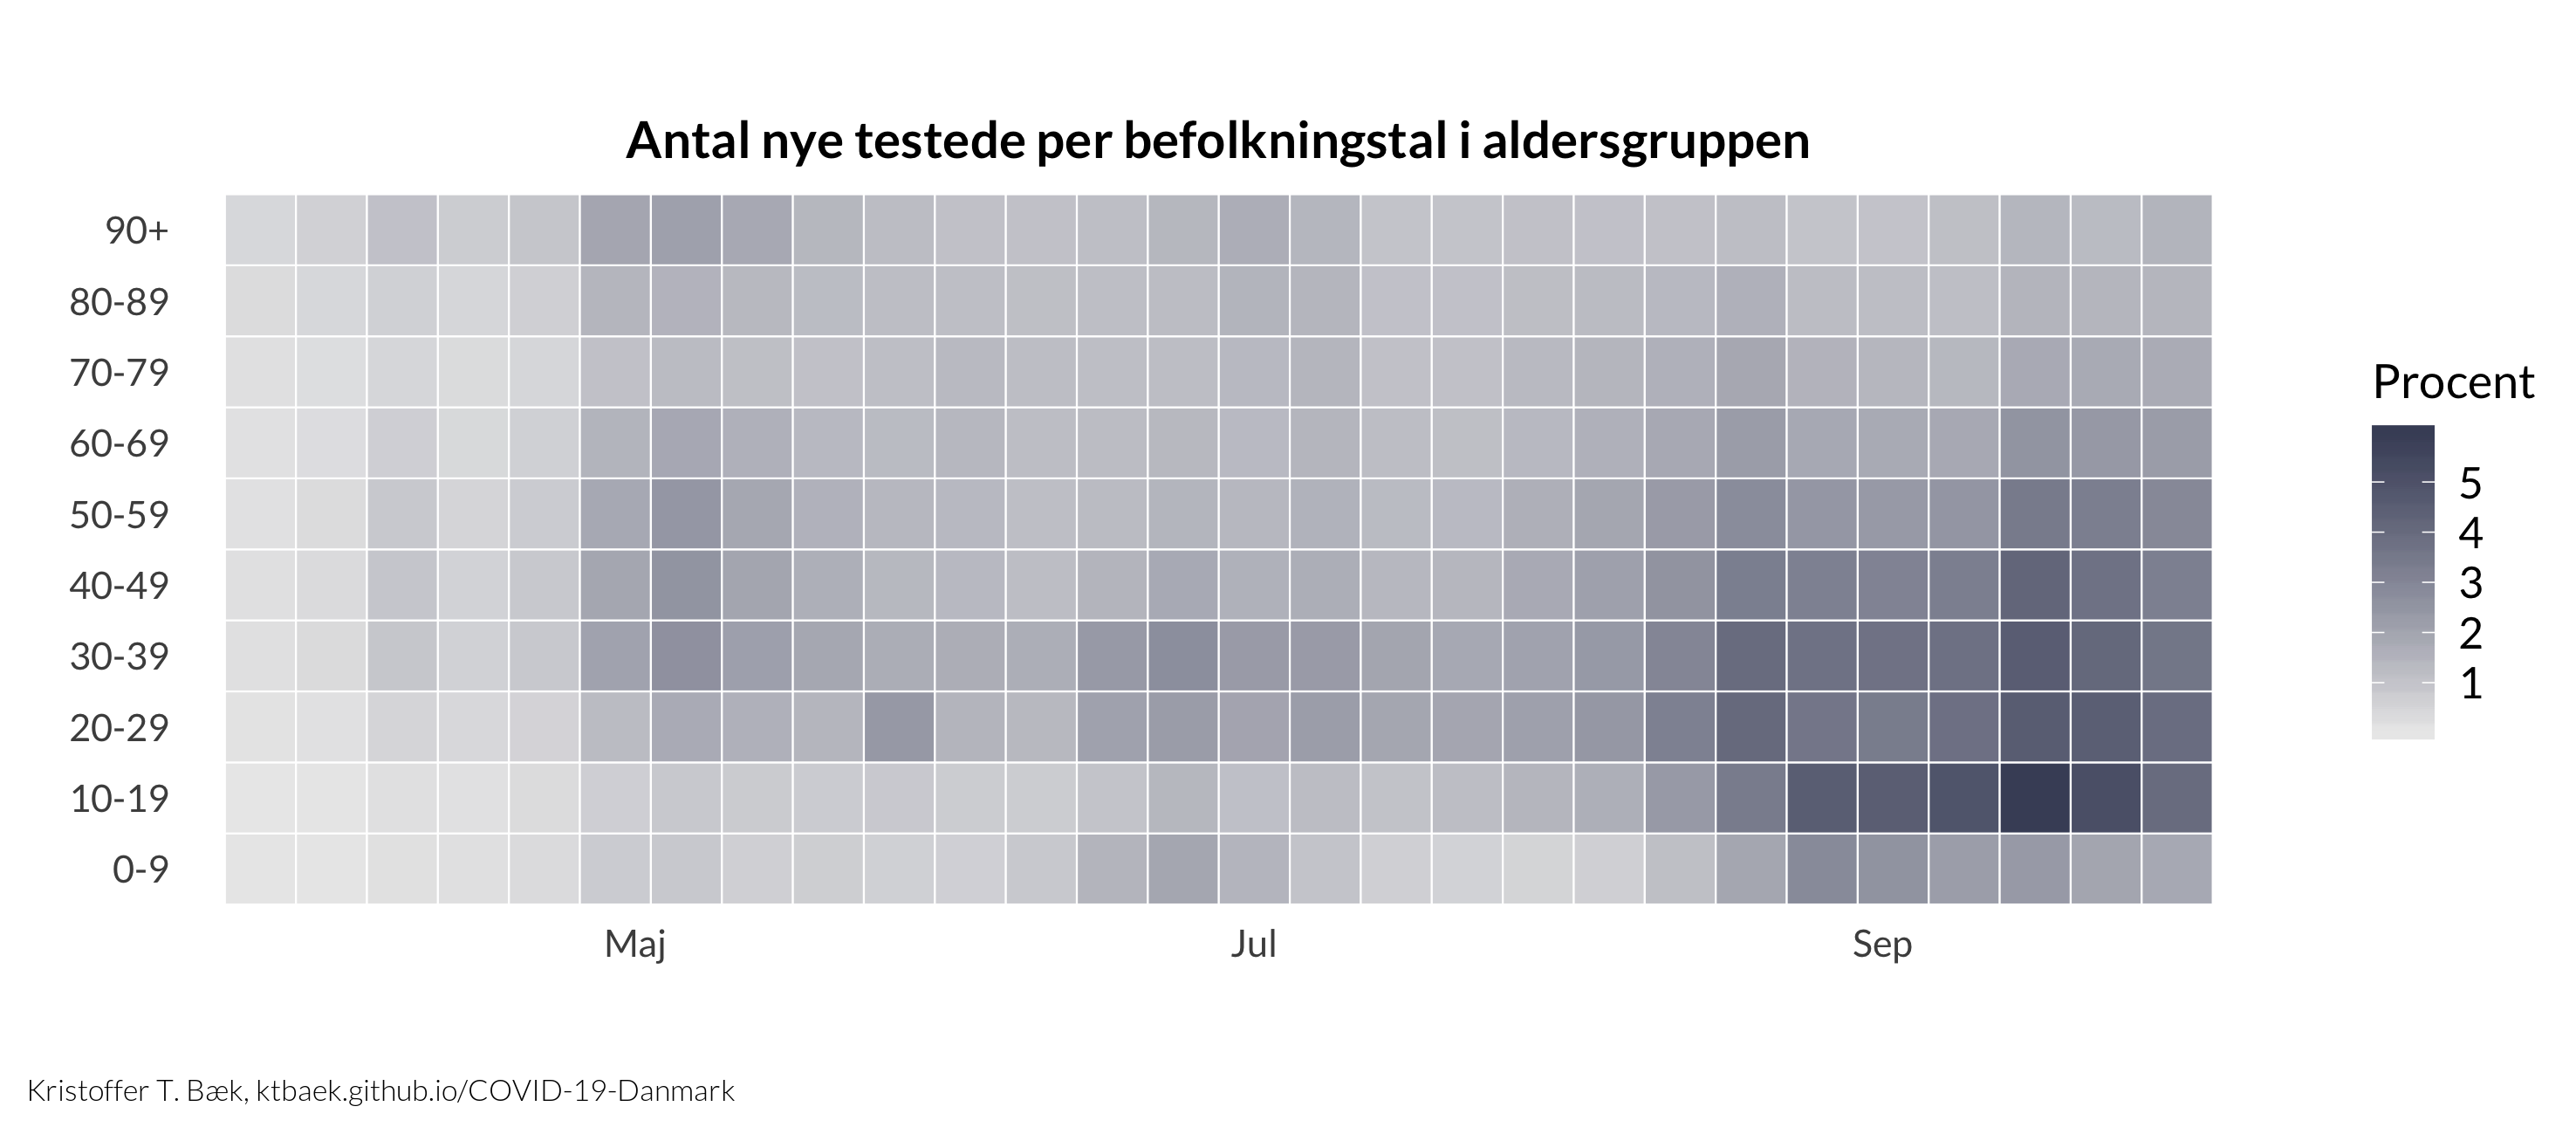 Antal nye testede per befolkningstal i aldersgruppen
90+
80-89
70-79
60-69
50-59
40-49
30-39
20-29
10-19
0-9
Maj
Jul
Sep
Procent
5
4
3
2
1
Kristoffer T. Bæk, ktbaek.github.io/COVID-19-Danmark